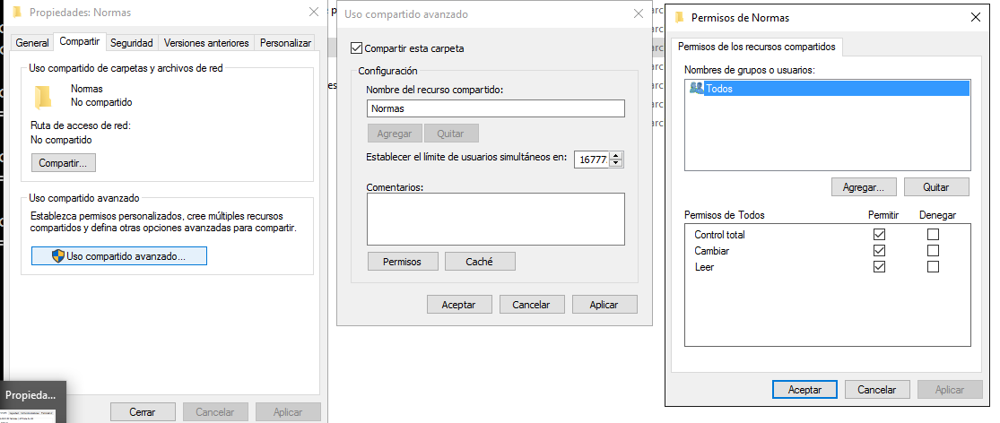 Propiedades: Normas
General
Compartir
Seguridad
Versiones anteriores
Personalizar
Uso compartido de carpetas y archivos de red
Normas
No compartido
Ruta de acceso de red:
No compartido
Compartir...
Uso compartido avanzado
Establezca permisos personalizados, cree múltiples recursos
compartidos y defina otras opciones avanzadas para compartir.
Uso compartido avanzado...
Propieda...
Cerrar
Cancelar
Aplicar
Uso compartido avanzado
Compartir esta carpeta
Configuración
Nombre del recurso compartido:
Normas
Agregar
Quitar
Establecer el límite de usuarios simultáneos en:
16777
Comentarios:
Permisos
Caché
Aceptar
Cancelar
Aplicar
arc
arc
arc
arc
arc
Permisos de Normas
Permisos de los recursos compartidos
Nombres de grupos o usuarios:
Todos
Agregar...
Quitar
Permisos de Todos Permitir Denegar
Control total
Cambiar
Leer
Aceptar
Cancelar
Aplicar